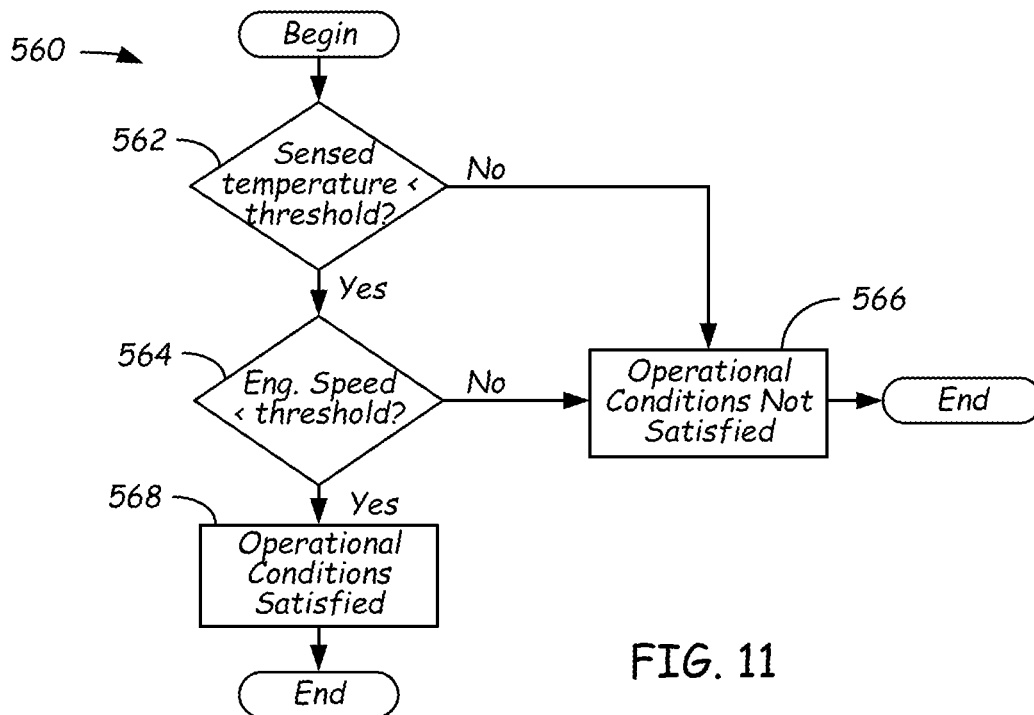 560
Begin
562
Sensed
temperature <
threshold?
No
Yes
566
564
Eng. Speed
< threshold?
No
Operational
Conditions Not
Satisfied
End
568
Yes
Operational
Conditions
Satisfied
End
FIG. 11